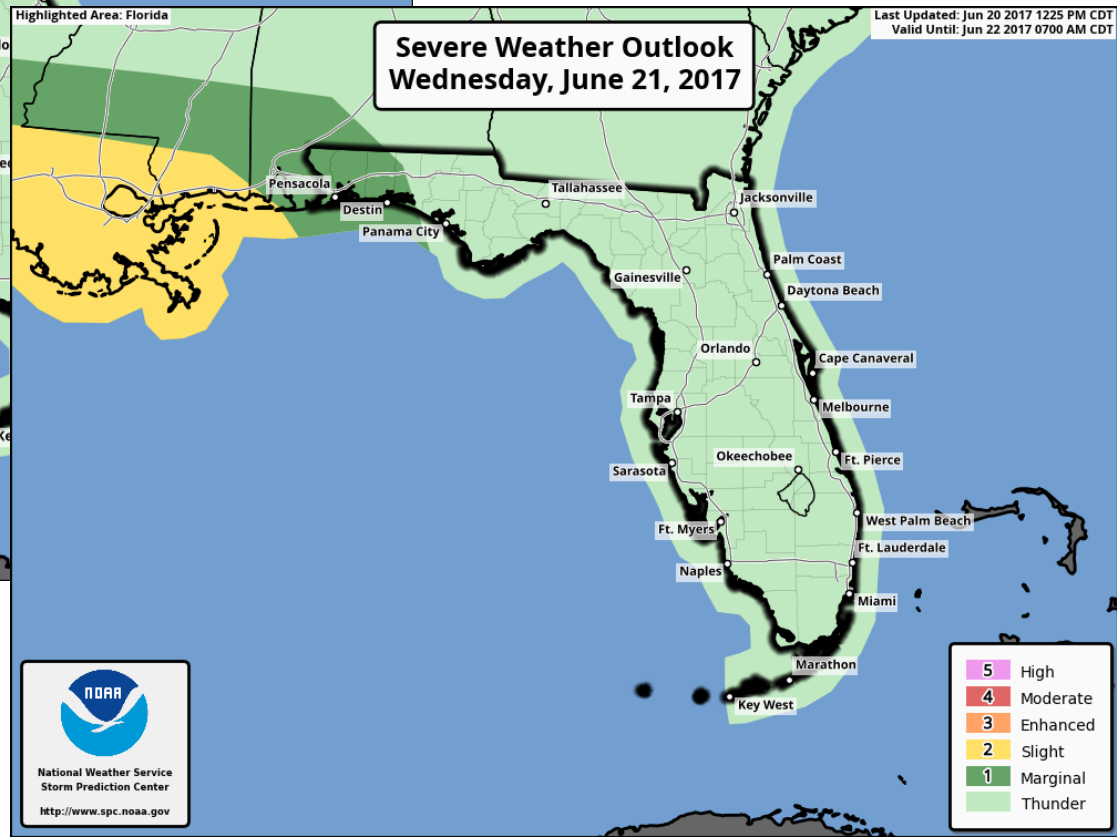 Highlighted Area: Florida
Last Updated: Jun 20 2017 1225 PM CDT
Valid Until: Jun 22 2017 0700 AM CDT
Severe Weather Outlook
Wednesday, June 21, 2017
Pensacola
Tallahassee
Jacksonville
Destin
Panama City
Palm Coast
Gainesville
Daytona Beach
Orlando
Cape Canaveral
Tampa
Melbourne
Okeechobee
Ft. Pierce
Sarasota
West Palm Beach
Ft. Myers
Ft. Lauderdale
Naples
Miami
Marathon
Key West
5 High
4 Moderate
3 Enhanced
2 Slight
1 Marginal
Thunder
NOAA
National Weather Service
Storm Prediction Center
http://www.spc.noaa.gov